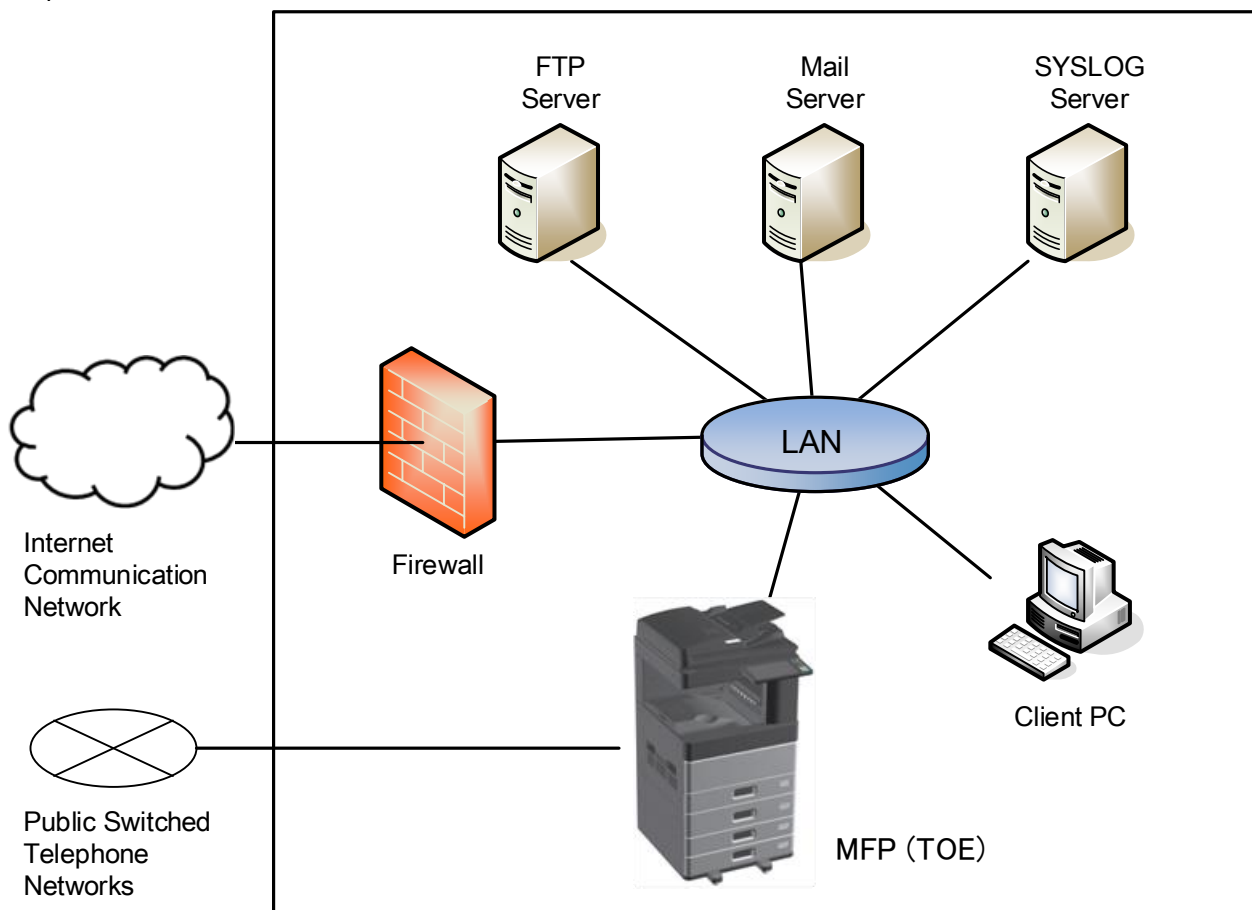 FTP
Server
Mail
Server
SYSLOG
Server
LAN
Internet
Communication
Network
Firewall
Client PC
Public Switched
Telephone
Networks
MFP (TOE)